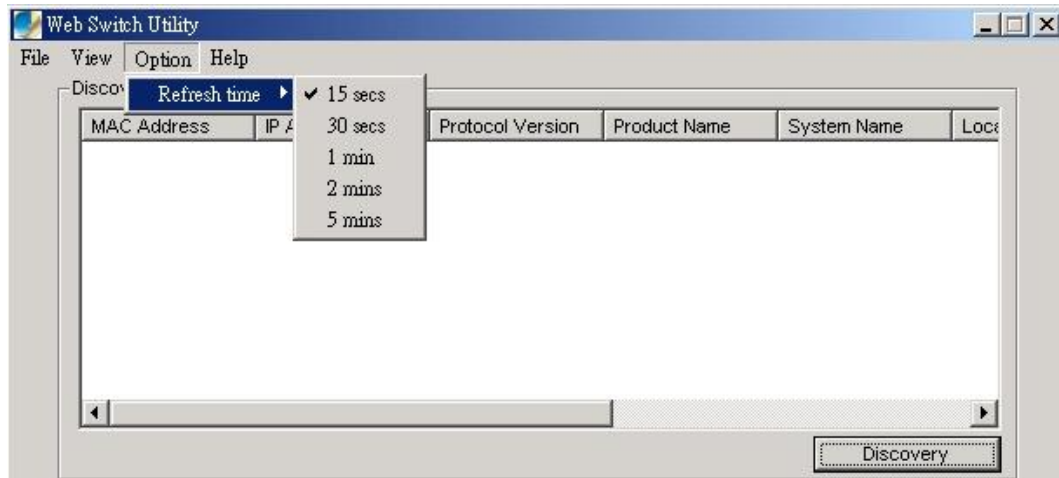 Web Switch Utility
File View Option Help
Refresh time
15 secs
30 secs
1 min
2 mins
5 mins
MAC Address Protocol Version Product Name System Name
Discovery